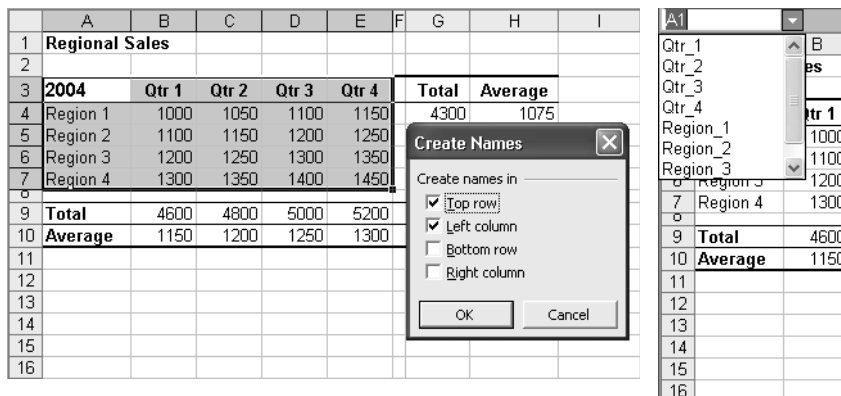 A B C D E F G H I
1 Regional Sales
2
3 2004 Qtr 1 Qtr 2 Qtr 3 Qtr 4 Total Average
4 Region 1 1000 1050 1100 1150 4300 1075
5 Region 2 1100 1150 1200 1250
6 Region 3 1200 1250 1300 1350
7 Region 4 1300 1350 1400 1450
8
9 Total 4600 4800 5000 5200
10 Average 1150 1200 1250 1300
11
12
13
14
15
16
Create Names
Create names in
Top row
Left column
Bottom row
Right column
OK Cancel
A1
B
Qtr_1
Qtr_2
Qtr_3
Qtr_4
Region_1
Region_2
Region_3
es
tr 1
1000
1100
6 Region 3 1200
7 Region 4 1300
8
9 Total 4600
10 Average 1150
11
12
13
14
15
16